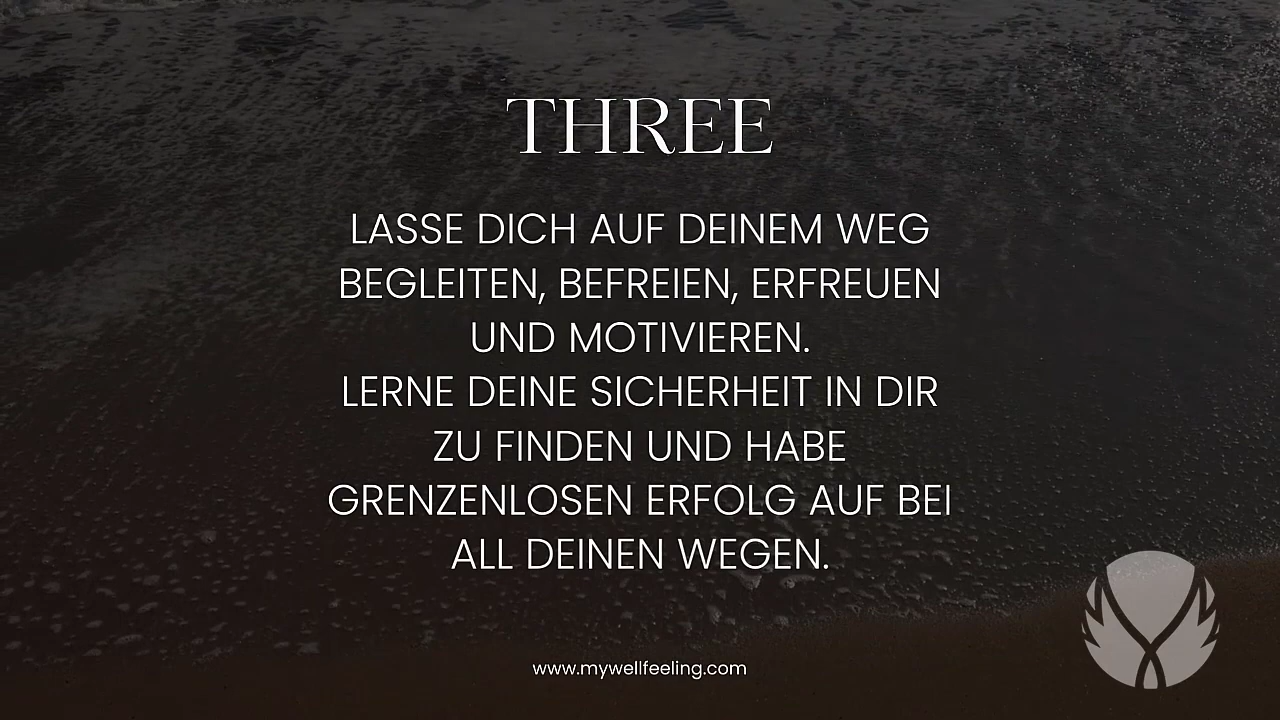 THREE
LASSE DICH AUF DEINEM WEG
BEGLEITEN, BEFREIEN, ERFREUEN
UND MOTIVIEREN.
LERNE DEINE SICHERHEIT IN DIR
ZU FINDEN UND HABE
GRENZENLOSEN ERFOLG AUF BEI
ALL DEINEN WEGEN.
www.mywellfeeling.com